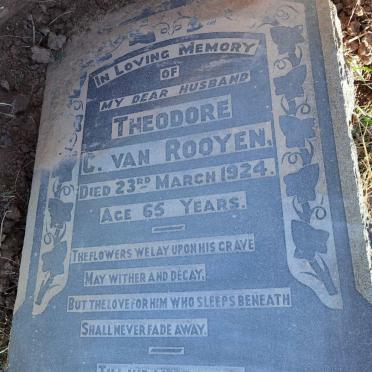 IN LOVING MEMORY
OF
MY DEAR HUSBAND
THEODORE
C. VAN ROOYEN.
DIED 23RD MARCH 1924.
AGE 65 YEARS.
THE FLOWERS WE LAY UPON HIS GRAVE
MAY WITHER AND DECAY,
BUT THE LOVE FOR HIM WHO SLEEPS BENEATH
SHALL NEVER FADE AWAY.